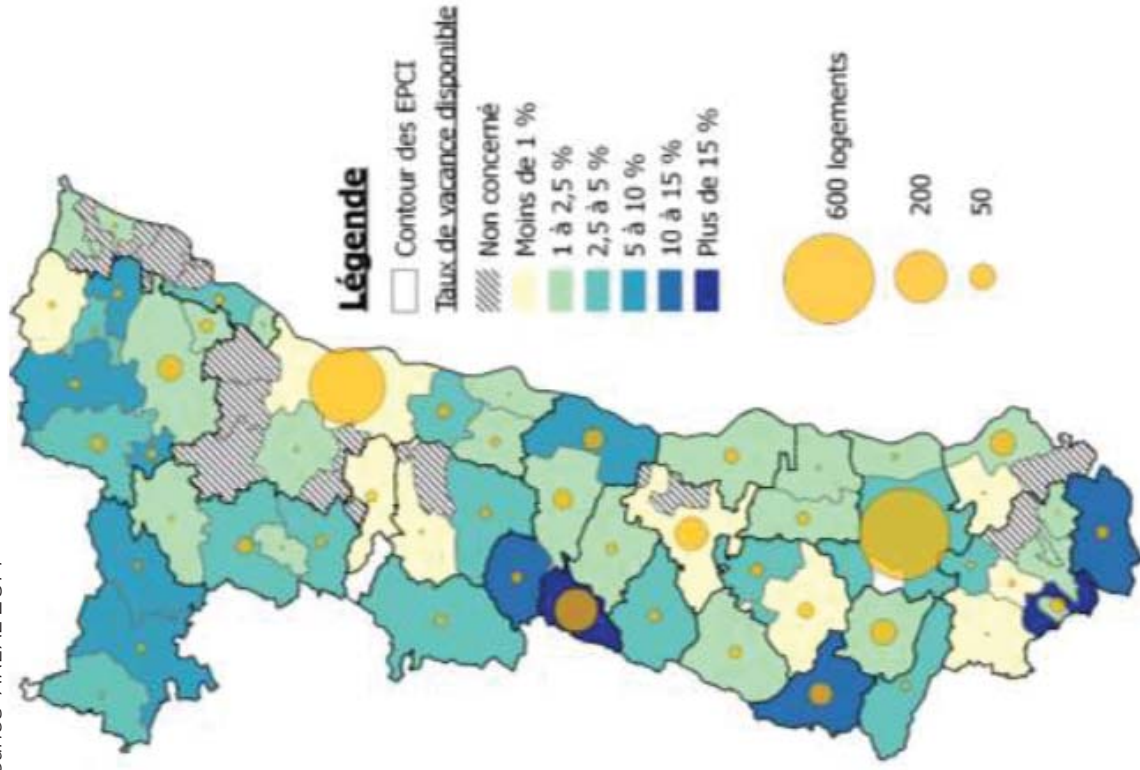 Légende
Contour des EPCI
Taux de vacance disponible
Non concerné
Moins de 1 %
1 à 2,5 %
2,5 à 5 %
5 à 10 %
10 à 15 %
Plus de 15 %
600 logements
200
50